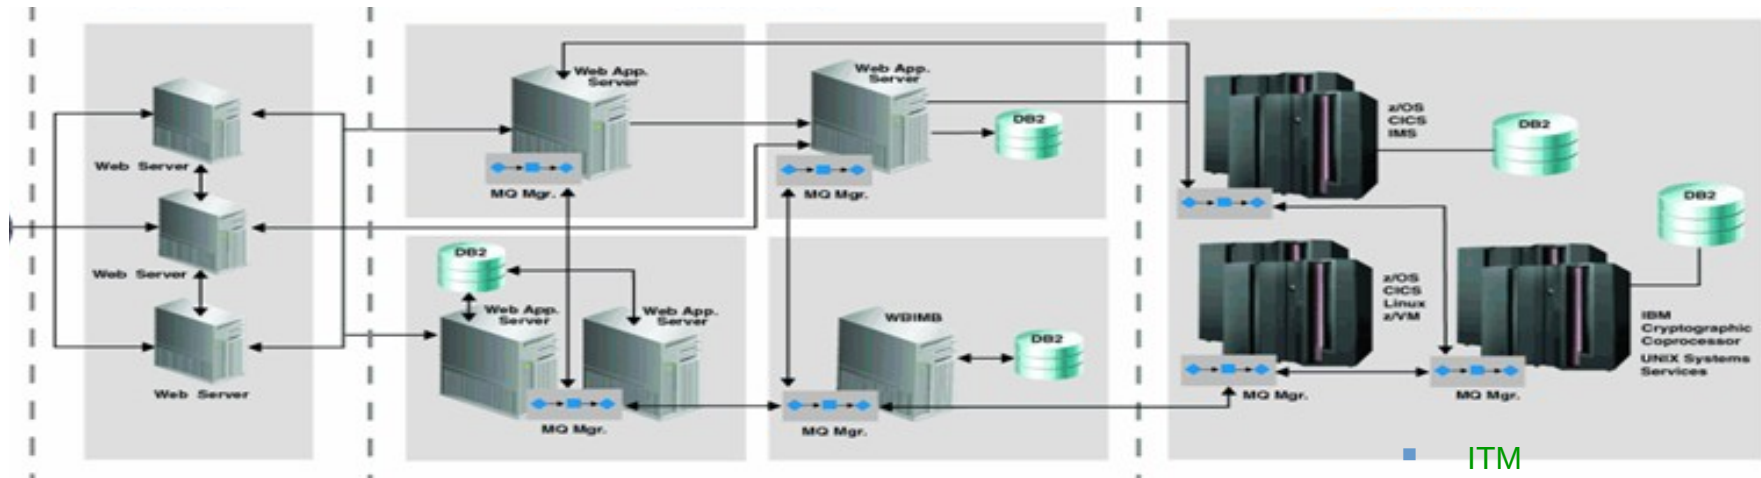 Web Server
Web Server
Web Server
Web App.
Server
MQ Mgr.
Web App.
Server
DB2
MQ Mgr.
DB2
Web App.
Server
Web App.
Server
MQ Mgr.
WBIMB
DB2
MQ Mgr.
z/OS
CICS
IMS
DB2
DB2
z/OS
CICS
Linux
z/VM
MQ Mgr.
IBM
Cryptographic
Coprocessor
UNIX Systems
Services
MQ Mgr.
ITM